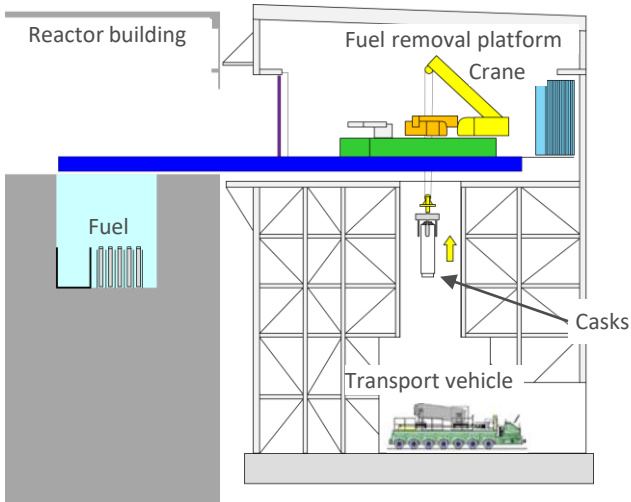 Reactor building
Fuel removal platform
Crane
Fuel
Casks
Transport vehicle